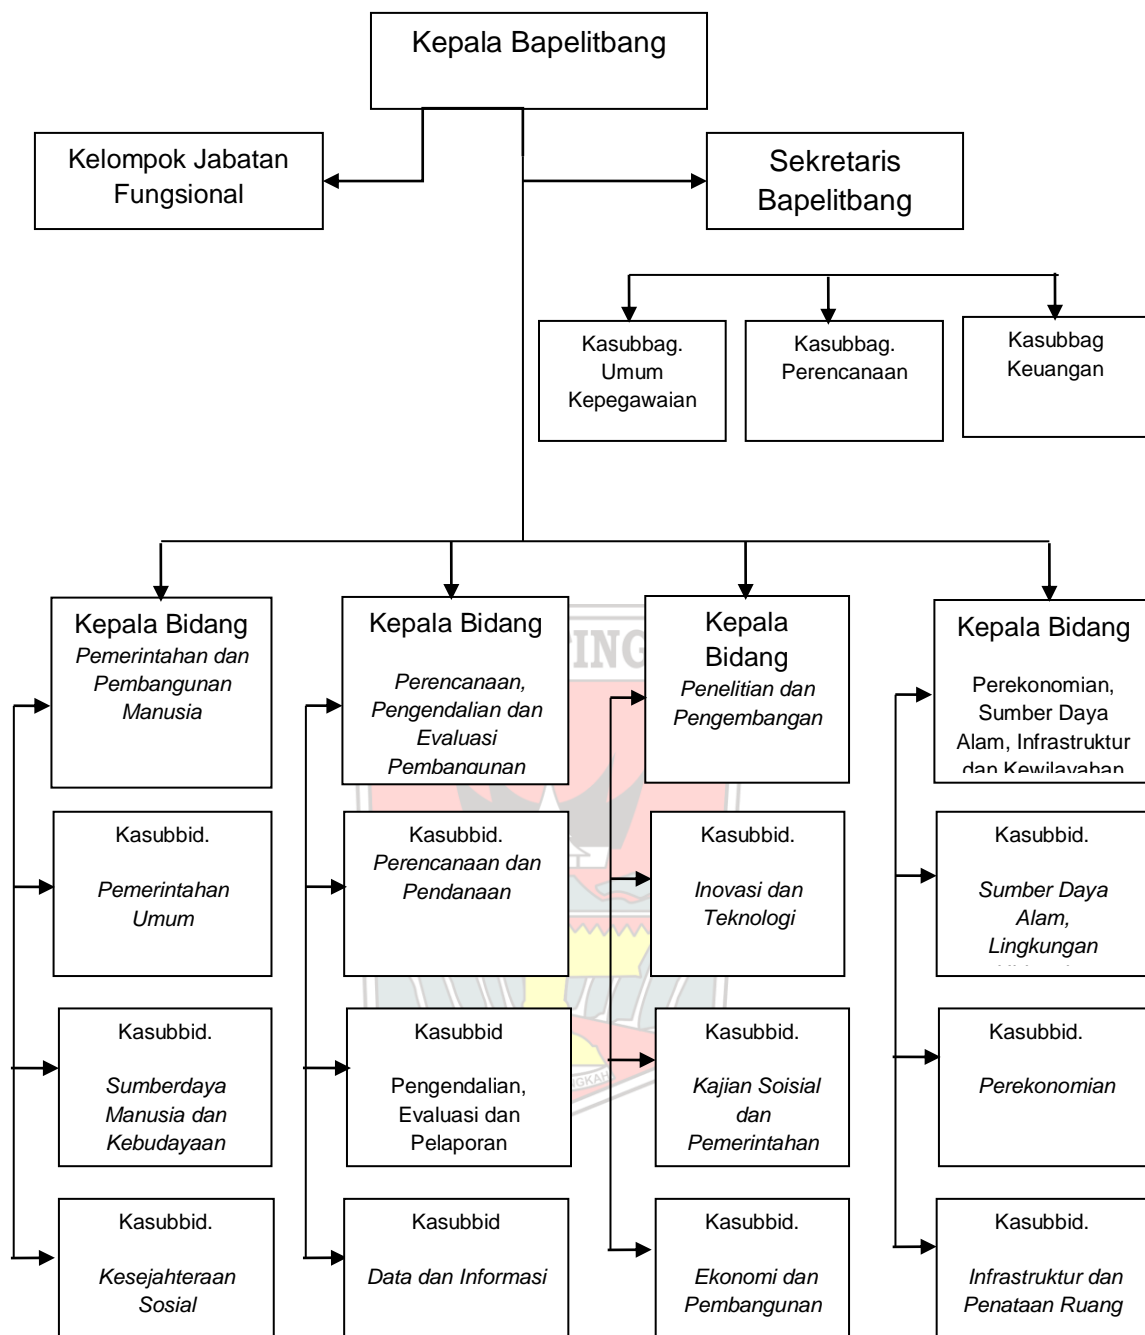 Kepala Bapelitbang
Kelompok Jabatan
Fungsional
Sekretaris
Bapelitbang
Kasubbag.
Umum
Kepegawaian
Kasubbag.
Perencanaan
Kasubbag
Keuangan
Kepala Bidang
Pemerintahan dan
Pembangunan
Manusia
Kepala Bidang
Perencanaan,
Pengendalian dan
Evaluasi
Pembangunan
Kepala
Bidang
Penelitian dan
Pengembangan
Kepala Bidang
Perekonomian,
Sumber Daya
Alam, Infrastruktur
dan Kewilayahan
TING
Kasubbid.
Pemerintahan
Umum
Kasubbid.
Perencanaan dan
Pendanaan
Kasubbid.
Inovasi dan
Teknologi
Kasubbid.
Sumber Daya
Alam,
Lingkungan
Kasubbid.
Sumberdaya
Manusia dan
Kebudayaan
Kasubbid
Pengendalian,
Evaluasi dan
Pelaporan
Kasubbid.
Kajian Soisial
dan
Pemerintahan
Kasubbid.
Perekonomian
Kasubbid.
Kesejahteraan
Sosial
Kasubbid
Data dan Informasi
Kasubbid.
Ekonomi dan
Pembangunan
Kasubbid.
Infrastruktur dan
Penataan Ruang